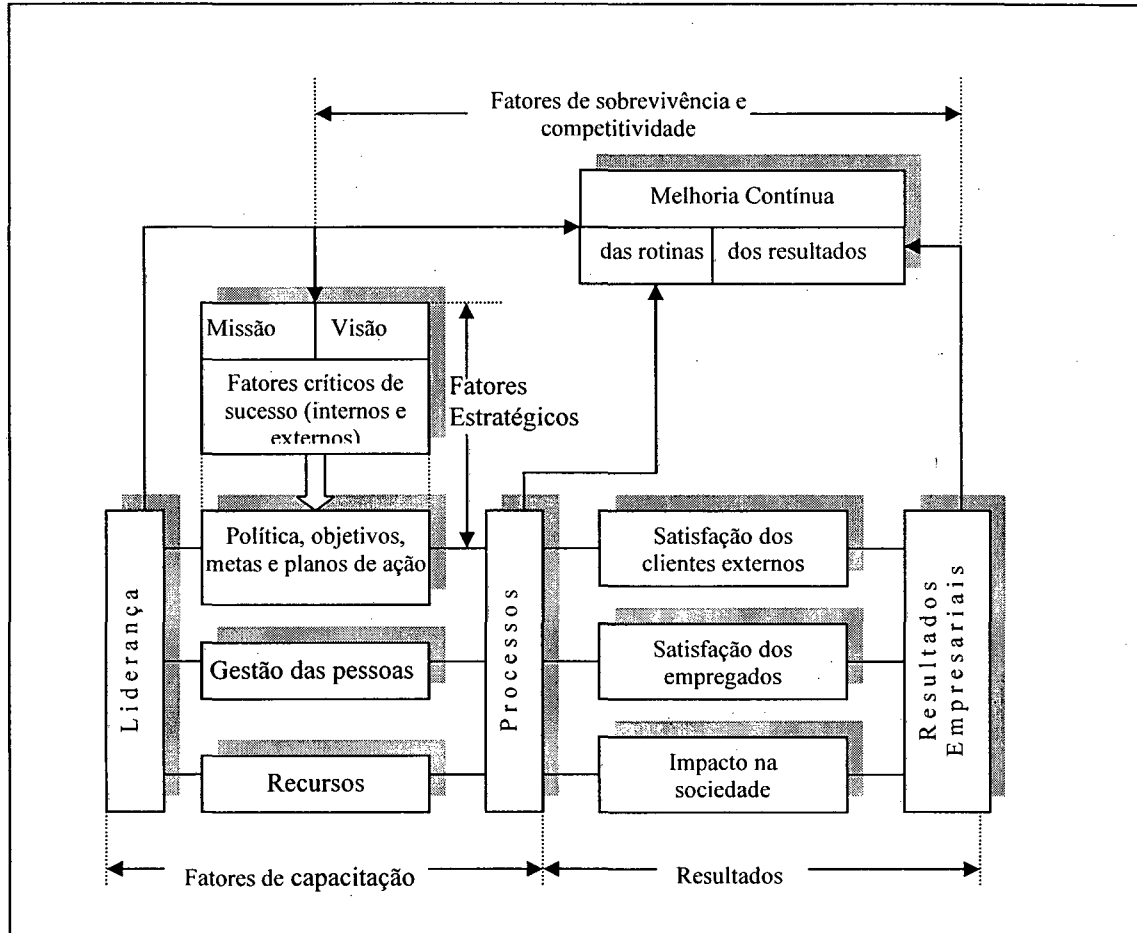 Fatores de sobrevivência e
competitividade
Melhoria Contínua
das rotinas
dos resultados
Missão
Visão
Fatores críticos de
sucesso (internos e
externos)
Fatores
Estratégicos
Liderança
Política, objetivos,
metas e planos de ação
Gestão das pessoas
Recursos
Processos
Satisfação dos
clientes externos
Satisfação dos
empregados
Impacto na
sociedade
Resultados
Empresariais
Fatores de capacitação
Resultados